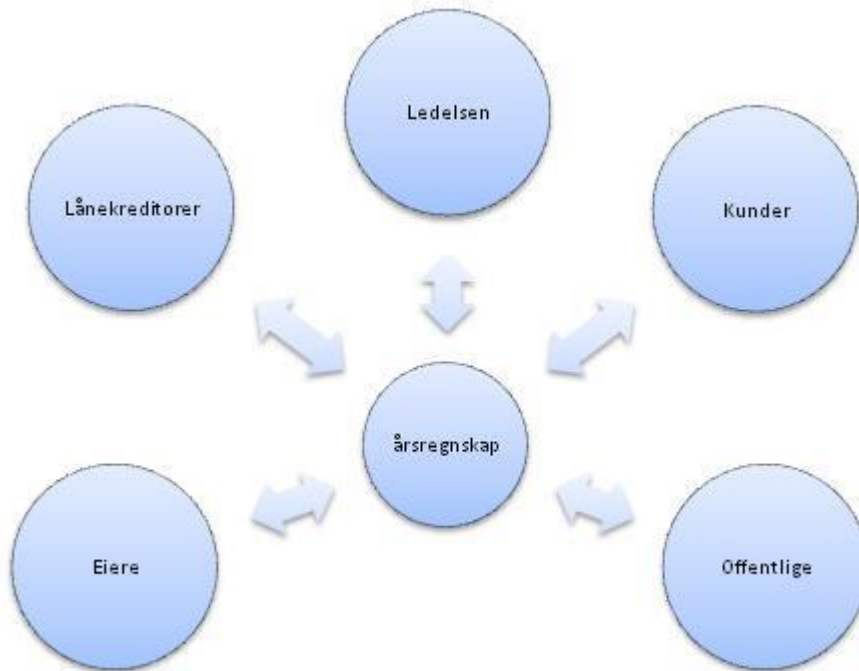 Ledelsen
Lånekreditorer
Kunder
årsregnskap
Eiere
Offentlige